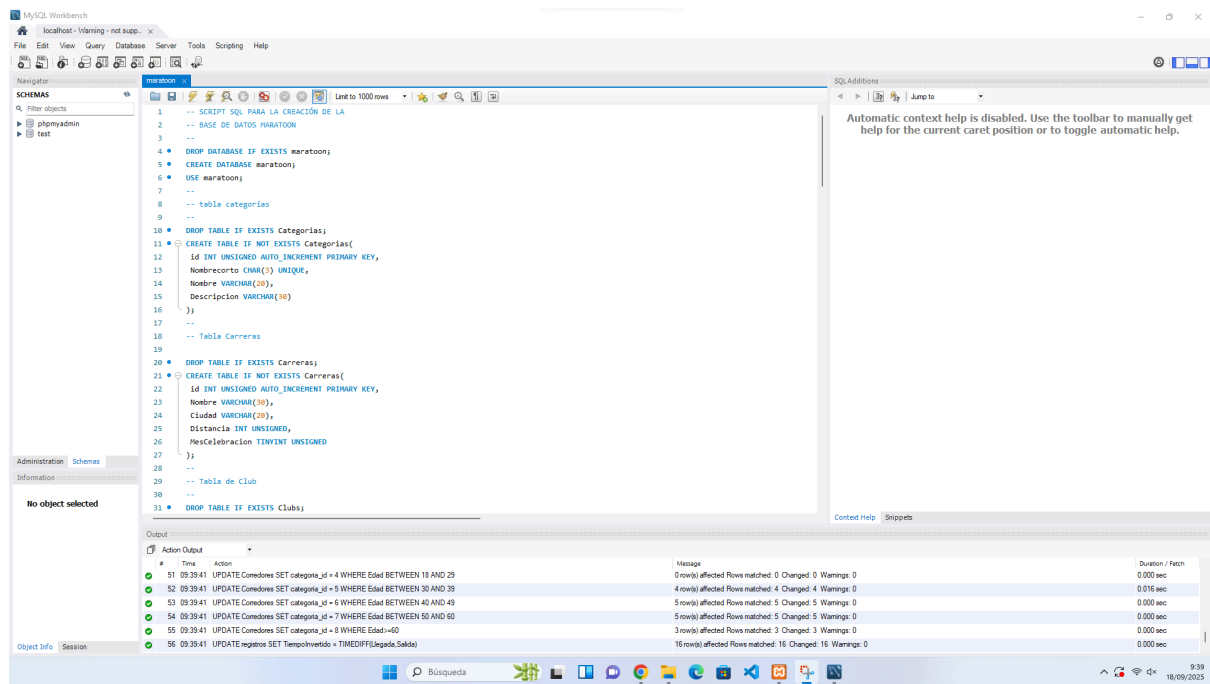 MySQL Workbench
localhost - Warning - not supp..
File Edit View Query Database Server Tools Scripting Help
Navigator
SCHEMAS
Filter objects
phpmyadmin
test
Administration Schemas
Information
No object selected
Object Info Session
maratoon
Limit to 1000 rows
1 -- SCRIPT SQL PARA LA CREACIÓN DE LA
2 -- BASE DE DATOS MARATOON
3 --
4 DROP DATABASE IF EXISTS maratoon;
5 CREATE DATABASE maratoon;
6 USE maratoon;
7 --
8 -- tabla categorías
9 --
10 DROP TABLE IF EXISTS Categorias;
11 CREATE TABLE IF NOT EXISTS Categorias(
12 id INT UNSIGNED AUTO_INCREMENT PRIMARY KEY,
13 Nombrecorto CHAR(3) UNIQUE,
14 Nombre VARCHAR(20),
15 Descripcion VARCHAR(30)
16 );
17 --
18 -- Tabla Carreras
19
20 DROP TABLE IF EXISTS Carreras;
21 CREATE TABLE IF NOT EXISTS Carreras(
22 id INT UNSIGNED AUTO_INCREMENT PRIMARY KEY,
23 Nombre VARCHAR(30),
24 Ciudad VARCHAR(20),
25 Distancia INT UNSIGNED,
26 MesCelebracion TINYINT UNSIGNED
27 );
28 --
29 -- Tabla de Club
30 --
31 DROP TABLE IF EXISTS Clubs;
SQLAdditions
Jump to
Automatic context help is disabled. Use the toolbar to manually get
help for the current caret position or to toggle automatic help.
Context Help Snippets
Output
Action Output
# Time Action Message Duration / Fetch
51 09:39:41 UPDATE Corredores SET categoria_id = 4 WHERE Edad BETWEEN 18 AND 29 0 row(s) affected Rows matched: 0 Changed: 0 Warnings: 0 0.000 sec
52 09:39:41 UPDATE Corredores SET categoria_id = 5 WHERE Edad BETWEEN 30 AND 39 4 row(s) affected Rows matched: 4 Changed: 4 Warnings: 0 0.016 sec
53 09:39:41 UPDATE Corredores SET categoria_id = 6 WHERE Edad BETWEEN 40 AND 49 5 row(s) affected Rows matched: 5 Changed: 5 Warnings: 0 0.000 sec
54 09:39:41 UPDATE Corredores SET categoria_id = 7 WHERE Edad BETWEEN 50 AND 60 5 row(s) affected Rows matched: 5 Changed: 5 Warnings: 0 0.000 sec
55 09:39:41 UPDATE Corredores SET categoria_id = 8 WHERE Edad>=60 3 row(s) affected Rows matched: 3 Changed: 3 Warnings: 0 0.000 sec
56 09:39:41 UPDATE registros SET TiempoInvertido = TIMEDIFF(Llegada,Salida) 16 row(s) affected Rows matched: 16 Changed: 16 Warnings: 0 0.000 sec
Búsqueda
9:39
18/09/2025